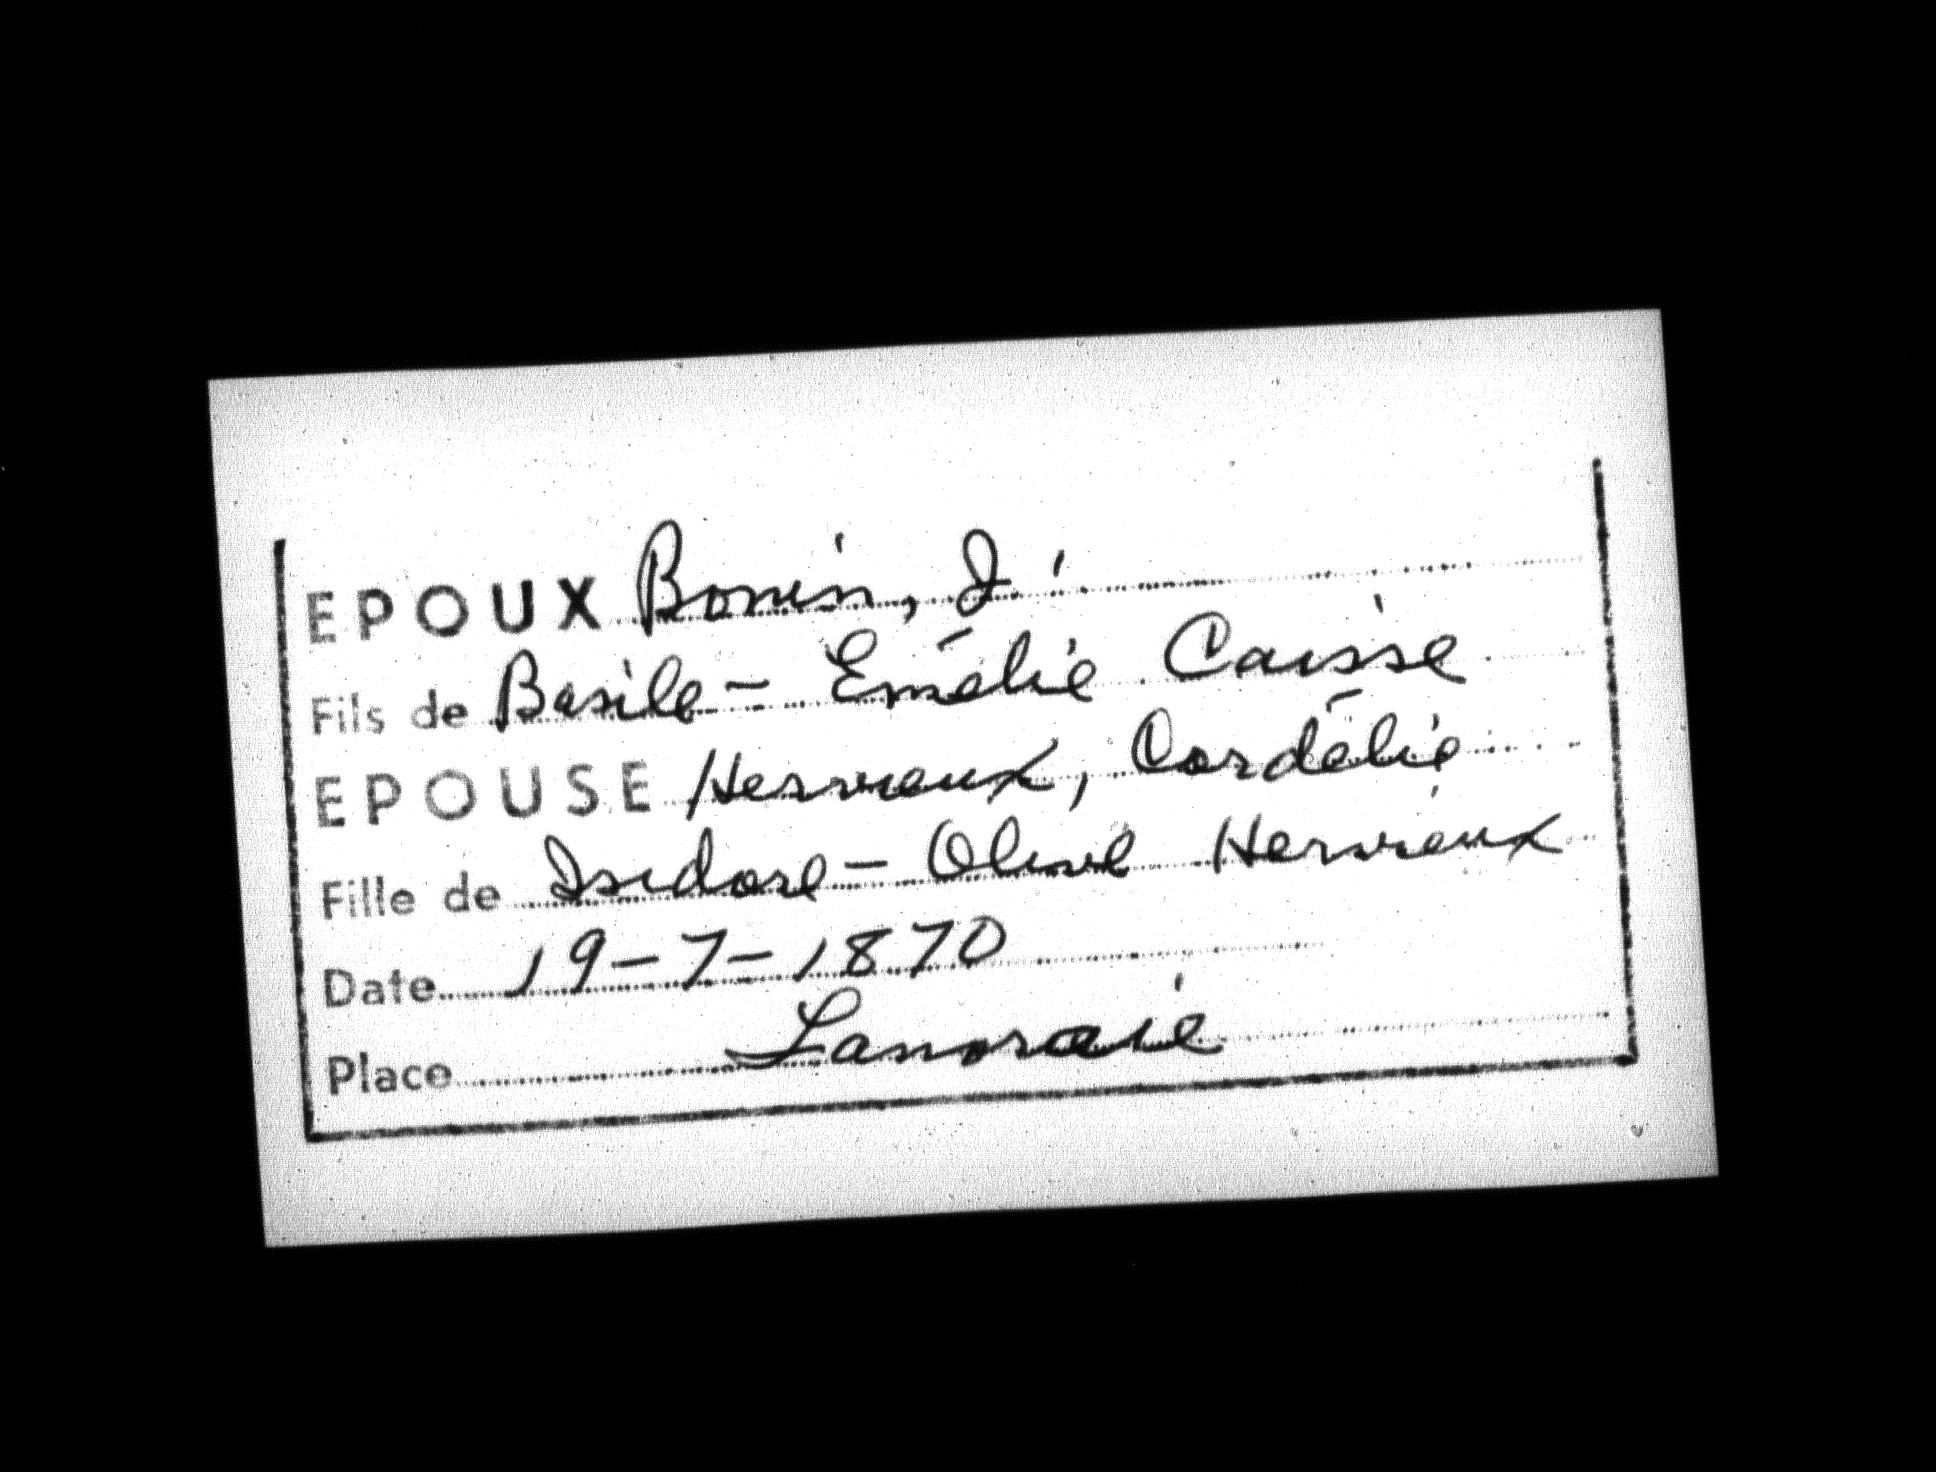 EPOUX Bonin, J.
Fils de Basile - Emélie Caisse
EPOUSE Hervieux, Cordélie
Fille de Isidore - Olive Hervieux
Date 19-7-1870
Place Lanoraie